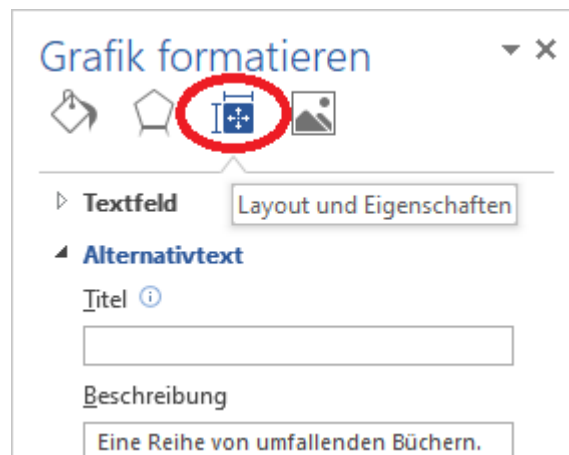 Grafik formatieren
Textfeld
Layout und Eigenschaften
Alternativtext
Titel
Beschreibung
Eine Reihe von umfallenden Büchern.